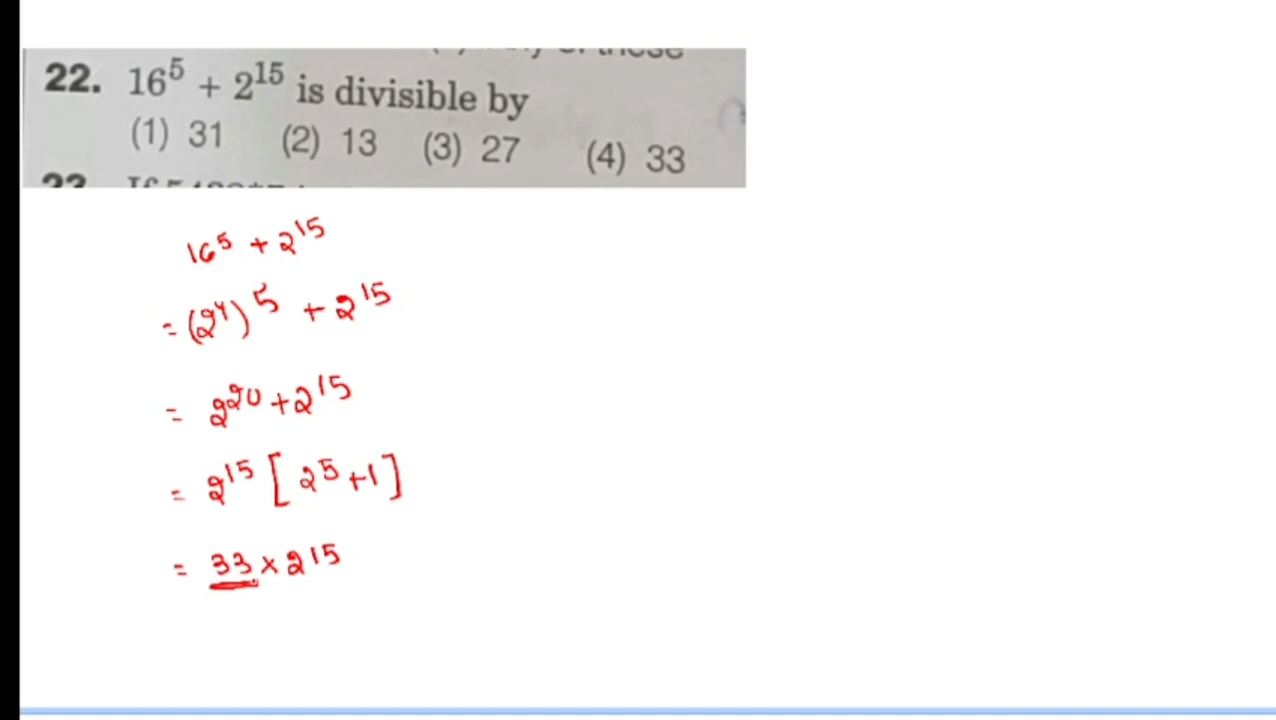 22. 16⁵ + 2¹⁵ is divisible by
(1) 31 (2) 13 (3) 27 (4) 33
16⁵ + 2¹⁵
= (2⁴)⁵ + 2¹⁵
= 2²⁰ + 2¹⁵
= 2¹⁵ [ 2⁵ + 1 ]
= 33 × 2¹⁵